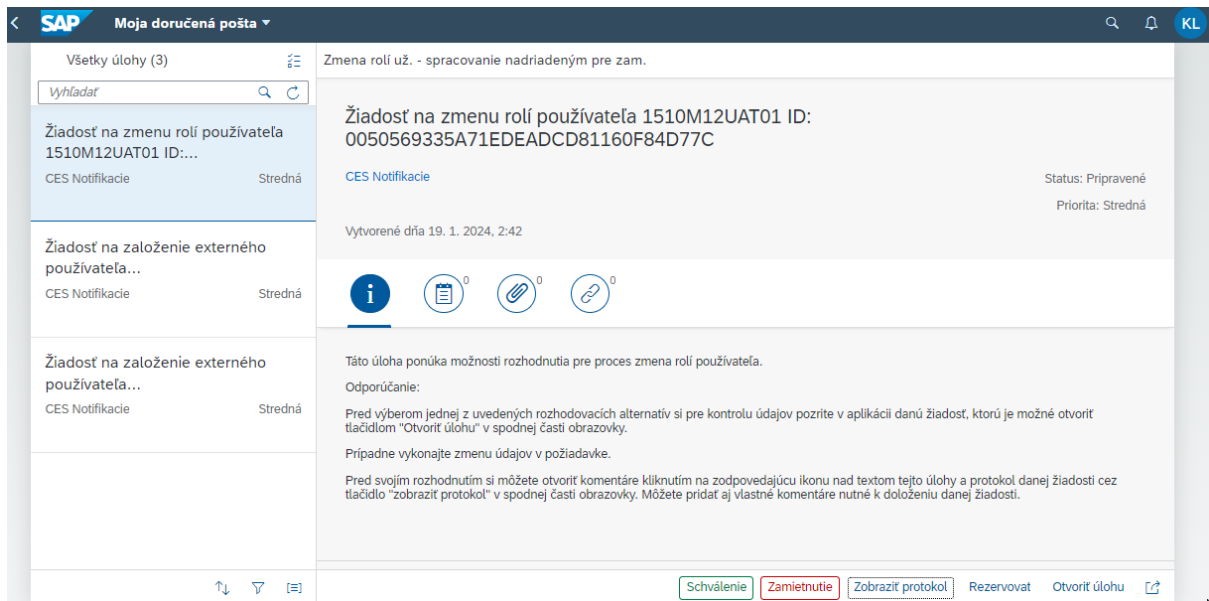 SAP Moja doručená pošta
KL
Všetky úlohy (3)
Vyhľadať
Žiadosť na zmenu rolí používateľa
1510M12UAT01 ID:...
CES Notifikacie Stredná
Žiadosť na založenie externého
používateľa...
CES Notifikacie Stredná
Žiadosť na založenie externého
používateľa...
CES Notifikacie Stredná
Zmena rolí už. - spracovanie nadriadeným pre zam.
Žiadosť na zmenu rolí používateľa 1510M12UAT01 ID:
0050569335A71EDEADCD81160F84D77C
CES Notifikacie
Status: Pripravené
Priorita: Stredná
Vytvorené dňa 19. 1. 2024, 2:42
0 0 0
Táto úloha ponúka možnosti rozhodnutia pre proces zmena rolí používateľa.
Odporúčanie:
Pred výberom jednej z uvedených rozhodovacích alternatív si pre kontrolu údajov pozrite v aplikácii danú žiadosť, ktorú je možné otvoriť
tlačidlom "Otvoriť úlohu" v spodnej časti obrazovky.
Prípadne vykonajte zmenu údajov v požiadavke.
Pred svojím rozhodnutím si môžete otvoriť komentáre kliknutím na zodpovedajúcu ikonu nad textom tejto úlohy a protokol danej žiadosti cez
tlačidlo "zobraziť protokol" v spodnej časti obrazovky. Môžete pridať aj vlastné komentáre nutné k doloženiu danej žiadosti.
Schválenie Zamietnutie Zobraziť protokol Rezervovat Otvoriť úlohu